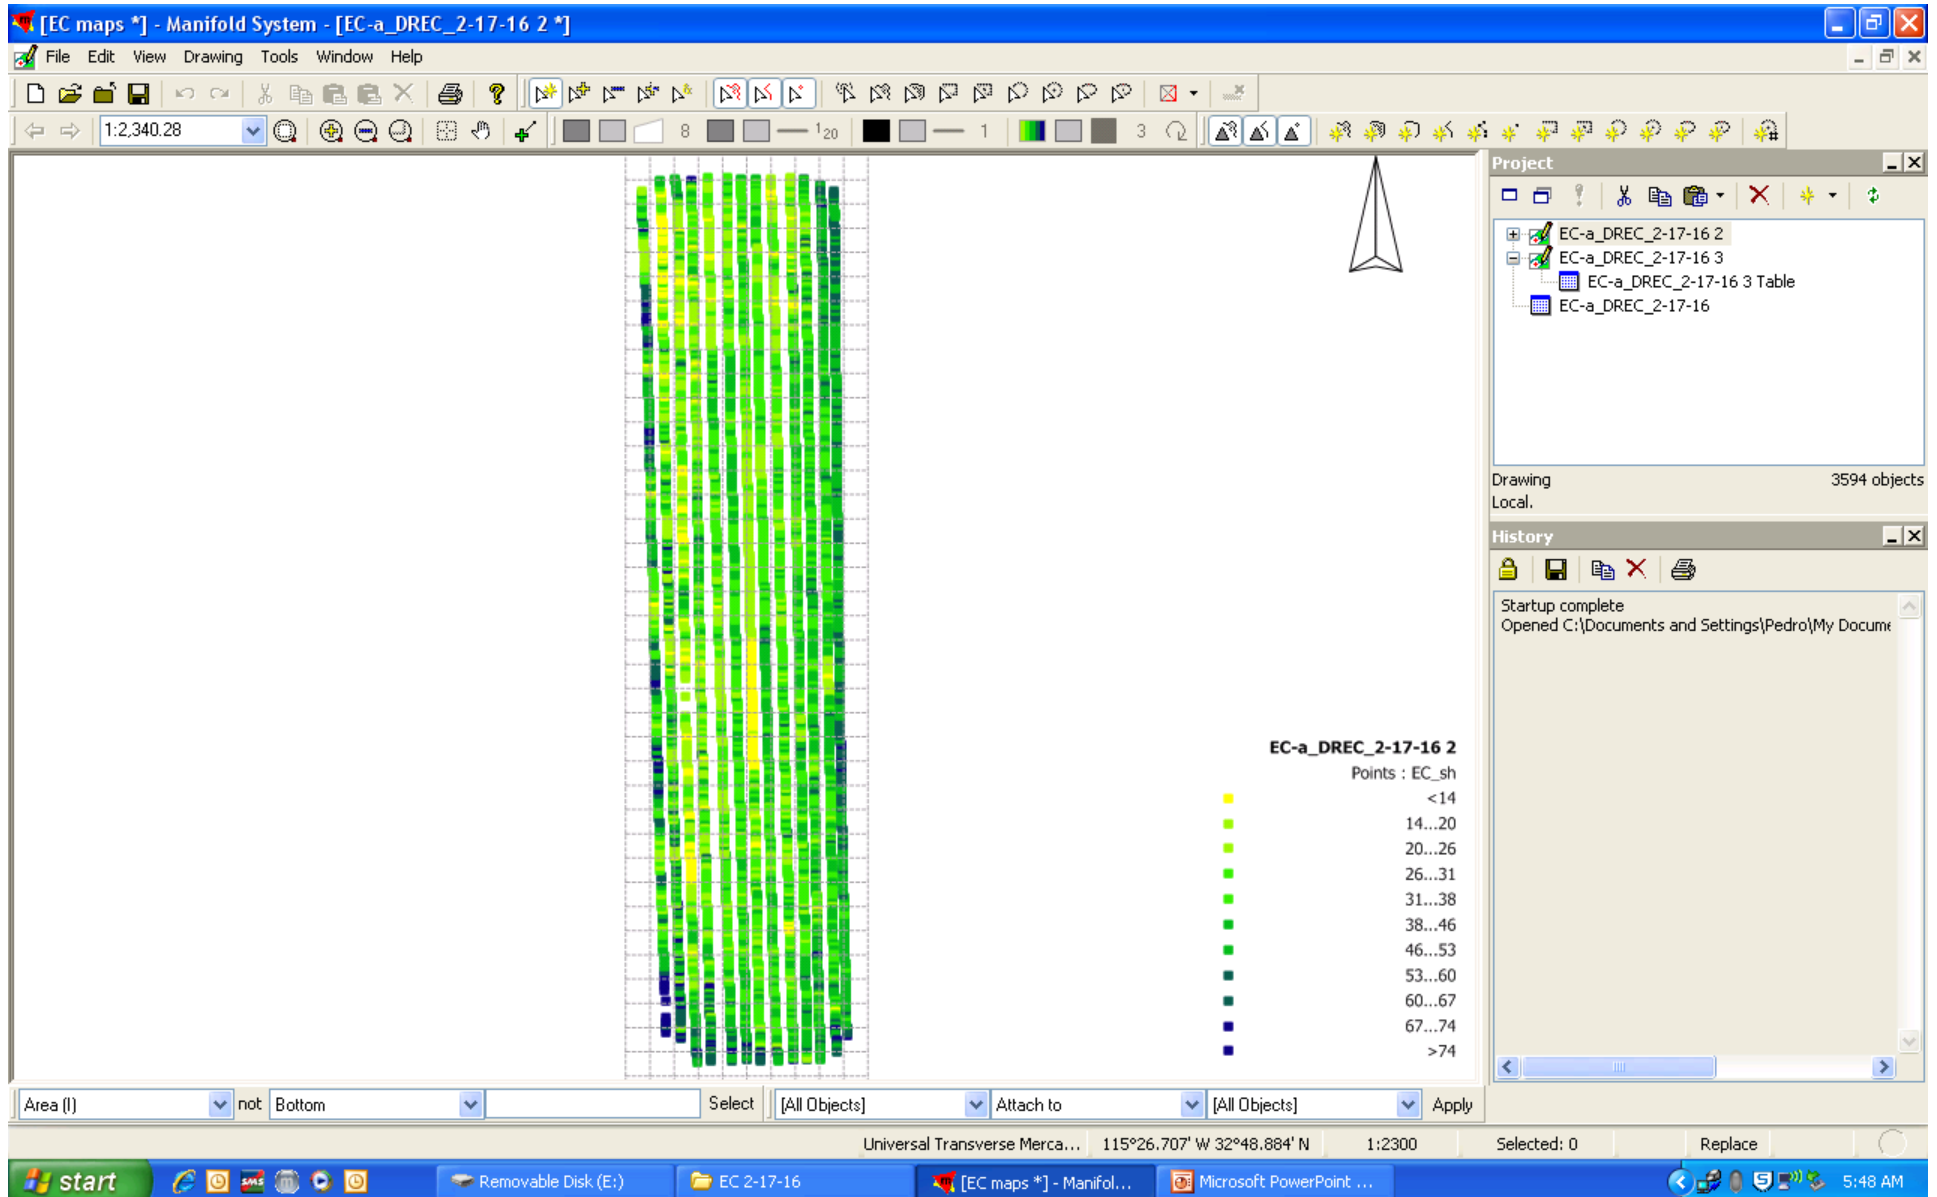 [EC maps *] - Manifold System - [EC-a_DREC_2-17-16 2 *]
File Edit View Drawing Tools Window Help
1:2,340.28
8
1 20
1
3
Project
EC-a_DREC_2-17-16 2
EC-a_DREC_2-17-16 3
EC-a_DREC_2-17-16 3 Table
EC-a_DREC_2-17-16
Drawing 3594 objects
Local.
History
Startup complete
Opened C:\Documents and Settings\Pedro\My Docume
EC-a_DREC_2-17-16 2
Points : EC_sh
<14
14...20
20...26
26...31
31...38
38...46
46...53
53...60
60...67
67...74
>74
Area (I) not Bottom Select [All Objects] Attach to [All Objects] Apply
Universal Transverse Merca... 115°26.707' W 32°48.884' N 1:2300 Selected: 0 Replace
start sms Removable Disk (E:) EC 2-17-16 [EC maps *] - Manifol... Microsoft PowerPoint ... 5:48 AM